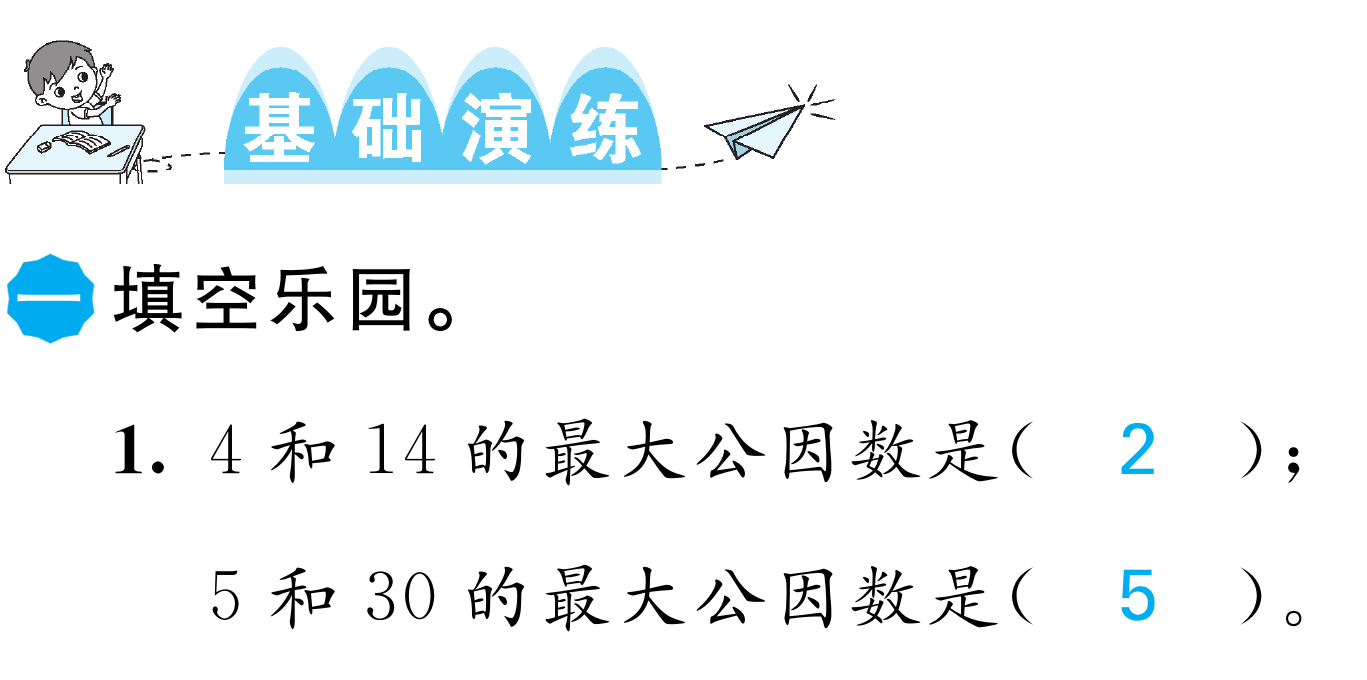 基础演练
一 填空乐园。
1. 4 和 14 的最大公因数是( 2 );
5 和 30 的最大公因数是( 5 )。